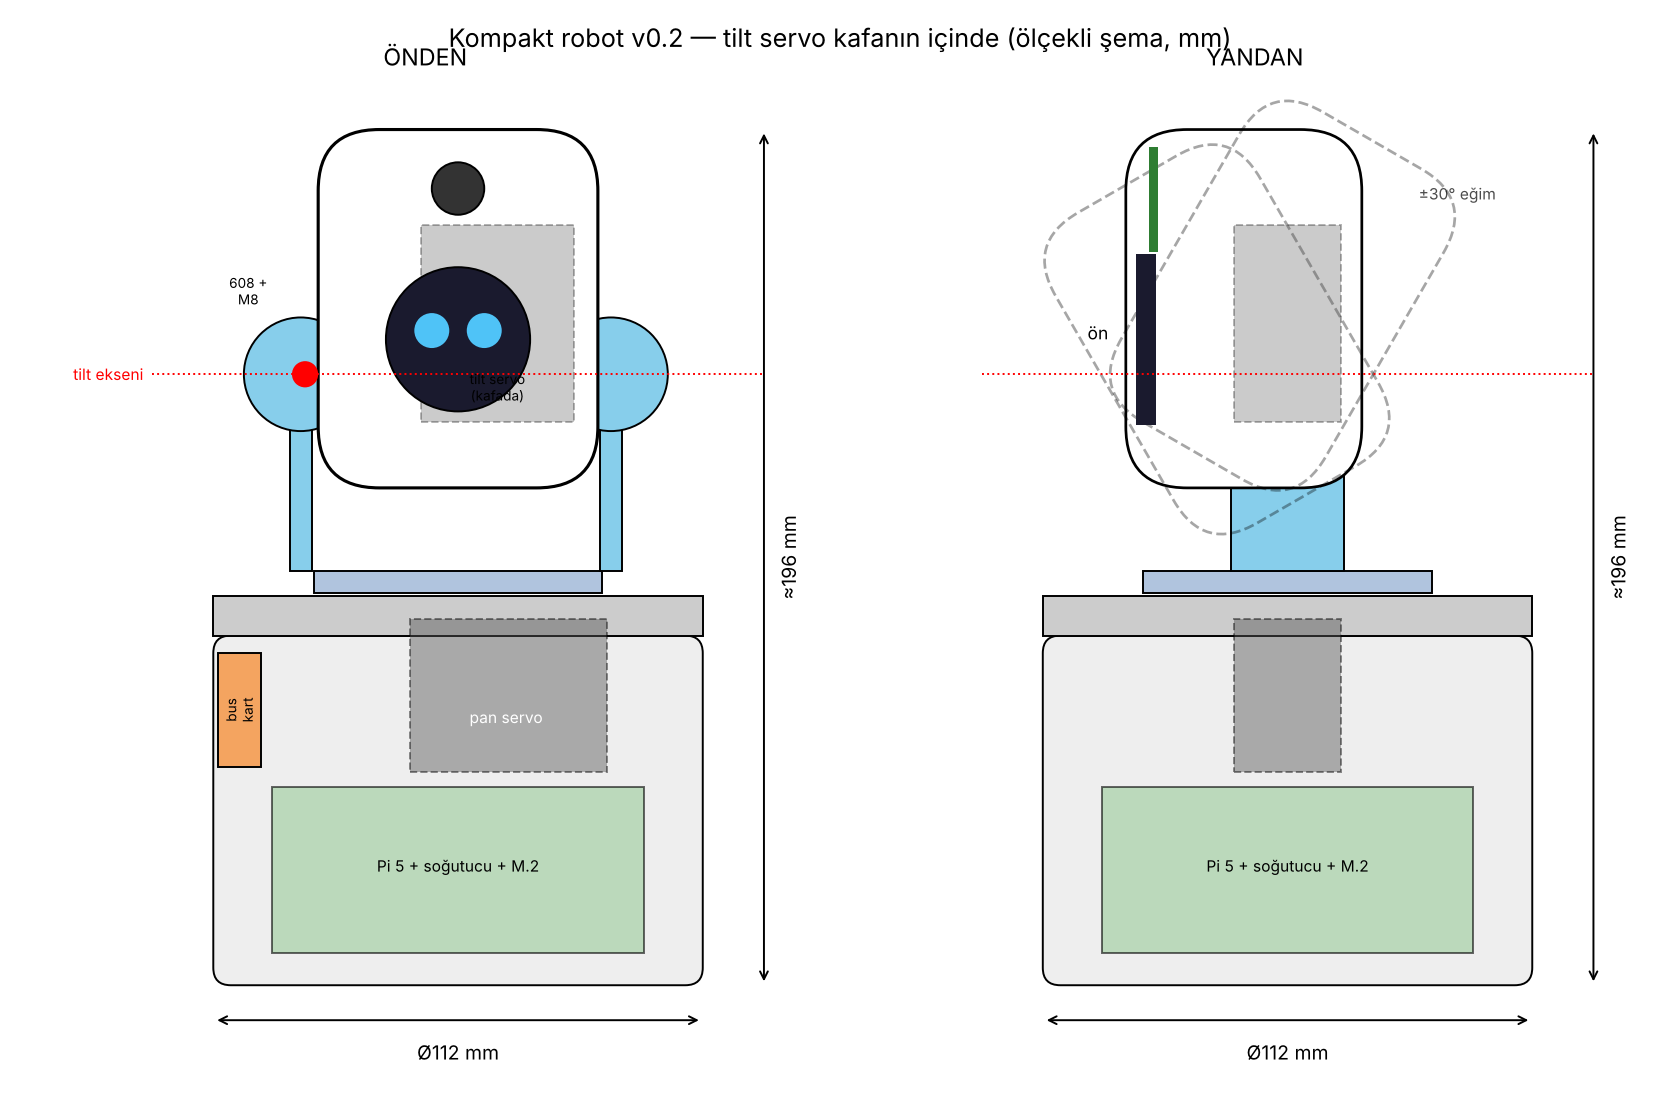 Kompakt robot v0.2 — tilt servo kafanın içinde (ölçekli şema, mm)
ÖNDEN
YANDAN
608 +
M8
tilt ekseni
tilt servo
(kafada)
≈196 mm
bus
kart
pan servo
Pi 5 + soğutucu + M.2
Ø112 mm
±30° eğim
ön
≈196 mm
Pi 5 + soğutucu + M.2
Ø112 mm